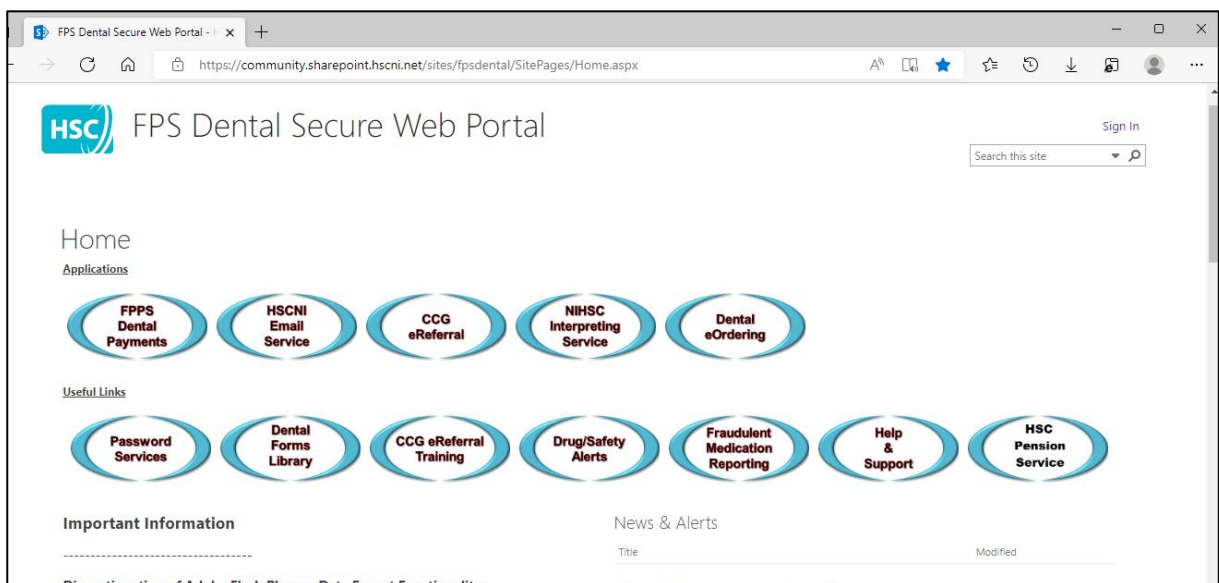 FPS Dental Secure Web Portal - H
https://community.sharepoint.hscni.net/sites/fpsdental/SitePages/Home.aspx
HSC
FPS Dental Secure Web Portal
Sign In
Search this site
Home
Applications
FPPS
Dental
Payments
HSCNI
Email
Service
CCG
eReferral
NIHSC
Interpreting
Service
Dental
eOrdering
Useful Links
Password
Services
Dental
Forms
Library
CCG eReferral
Training
Drug/Safety
Alerts
Fraudulent
Medication
Reporting
Help
&
Support
HSC
Pension
Service
Important Information
-----------------------------------
News & Alerts
Title Modified